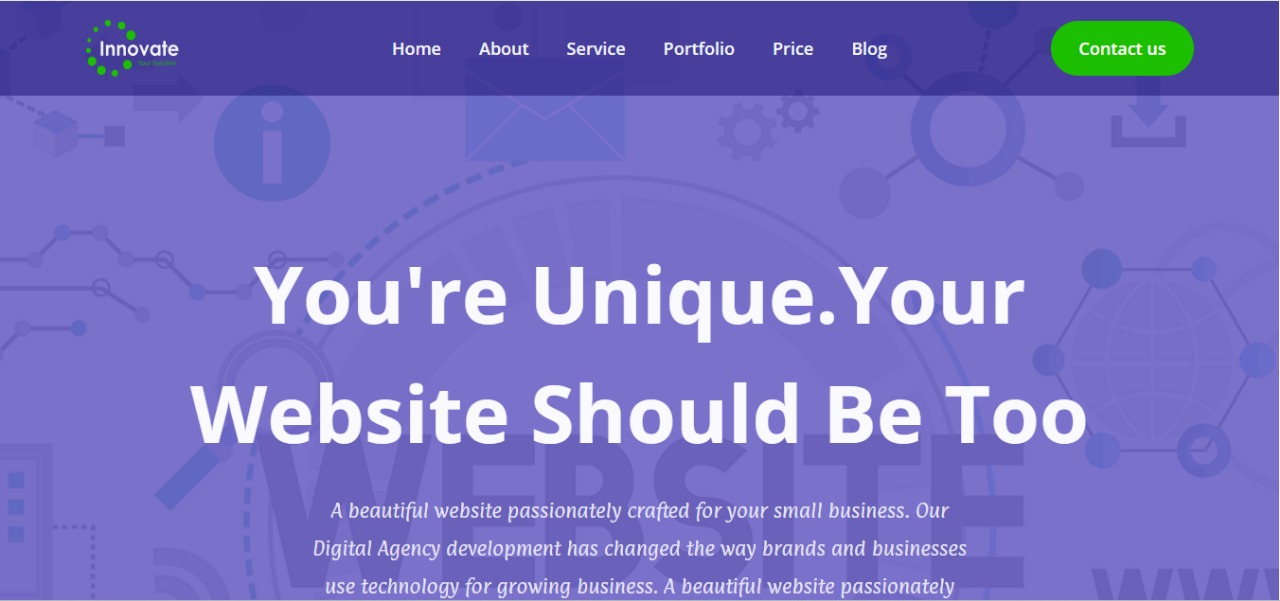 Innovate
Your Solution
Home About Service Portfolio Price Blog
Contact us
You're Unique.Your
Website Should Be Too
WEBSITE
A beautiful website passionately crafted for your small business. Our
Digital Agency development has changed the way brands and businesses
use technology for growing business. A beautiful website passionately
WWW